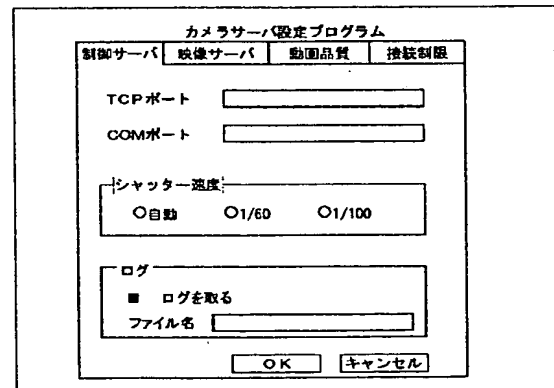 カメラサーバ設定プログラム
制御サーバ 映像サーバ 動画品質 接続制限
TCPポート
COMポート
シャッター速度
○自動 ○1/60 ○1/100
ログ
■ ログを取る
ファイル名
OK キャンセル